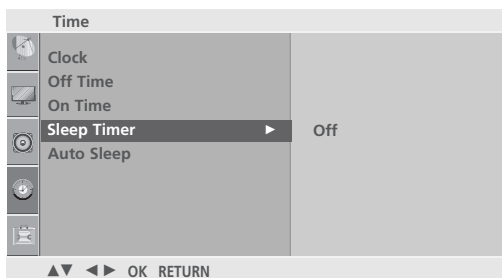 Time
Clock
Off Time
On Time
Sleep Timer ► Off
Auto Sleep
▲▼ ◄► OK RETURN